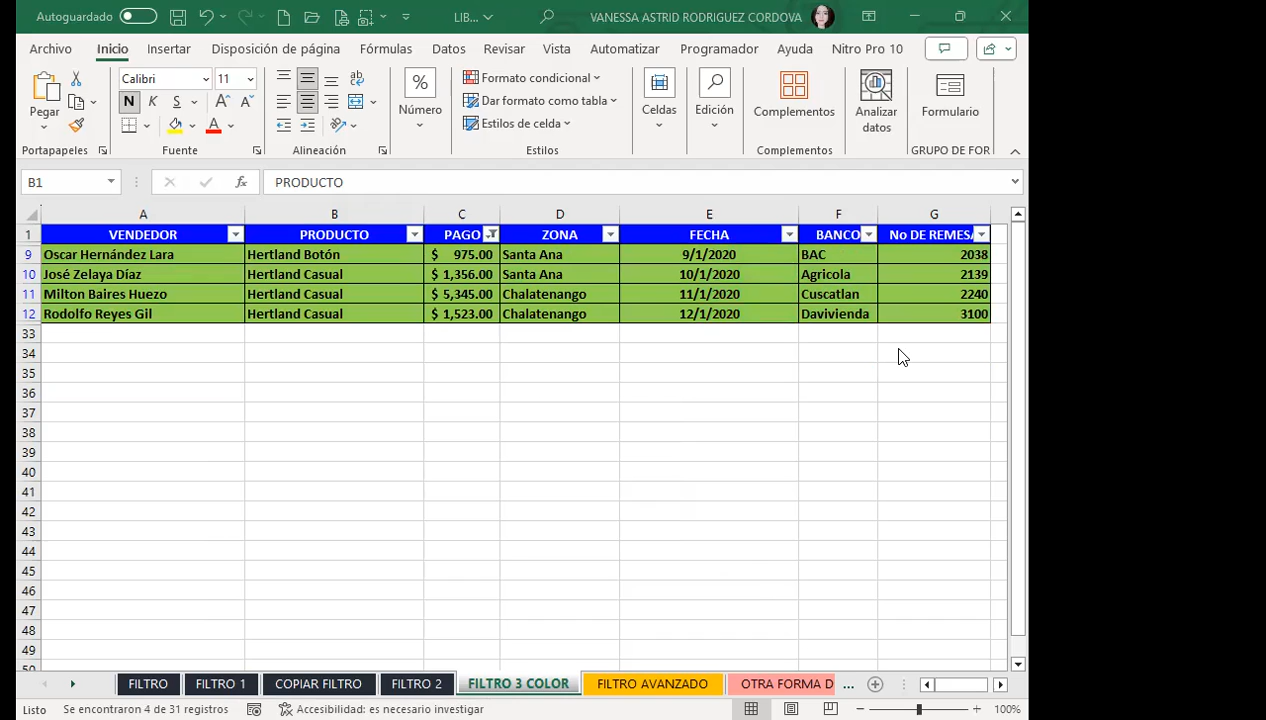 Autoguardado LIB... VANESSA ASTRID RODRIGUEZ CORDOVA
Archivo Inicio Insertar Disposición de página Fórmulas Datos Revisar Vista Automatizar Programador Ayuda Nitro Pro 10
Pegar Calibri 11 N K S A A A ab % Número Formato condicional Dar formato como tabla Estilos de celda Celdas Edición Complementos Analizar datos Formulario
Portapapeles Fuente Alineación Estilos Complementos GRUPO DE FOR
B1 fx PRODUCTO
A B C D E F G
1 VENDEDOR PRODUCTO PAGO ZONA FECHA BANCO No DE REMESA
9 Oscar Hernández Lara Hertland Botón $ 975.00 Santa Ana 9/1/2020 BAC 2038
10 José Zelaya Díaz Hertland Casual $ 1,356.00 Santa Ana 10/1/2020 Agricola 2139
11 Milton Baires Huezo Hertland Casual $ 5,345.00 Chalatenango 11/1/2020 Cuscatlan 2240
12 Rodolfo Reyes Gil Hertland Casual $ 1,523.00 Chalatenango 12/1/2020 Davivienda 3100
33
34
35
36
37
38
39
40
41
42
43
44
45
46
47
48
49
50
FILTRO FILTRO 1 COPIAR FILTRO FILTRO 2 FILTRO 3 COLOR FILTRO AVANZADO OTRA FORMA D ...
Listo Se encontraron 4 de 31 registros Accesibilidad: es necesario investigar 100%